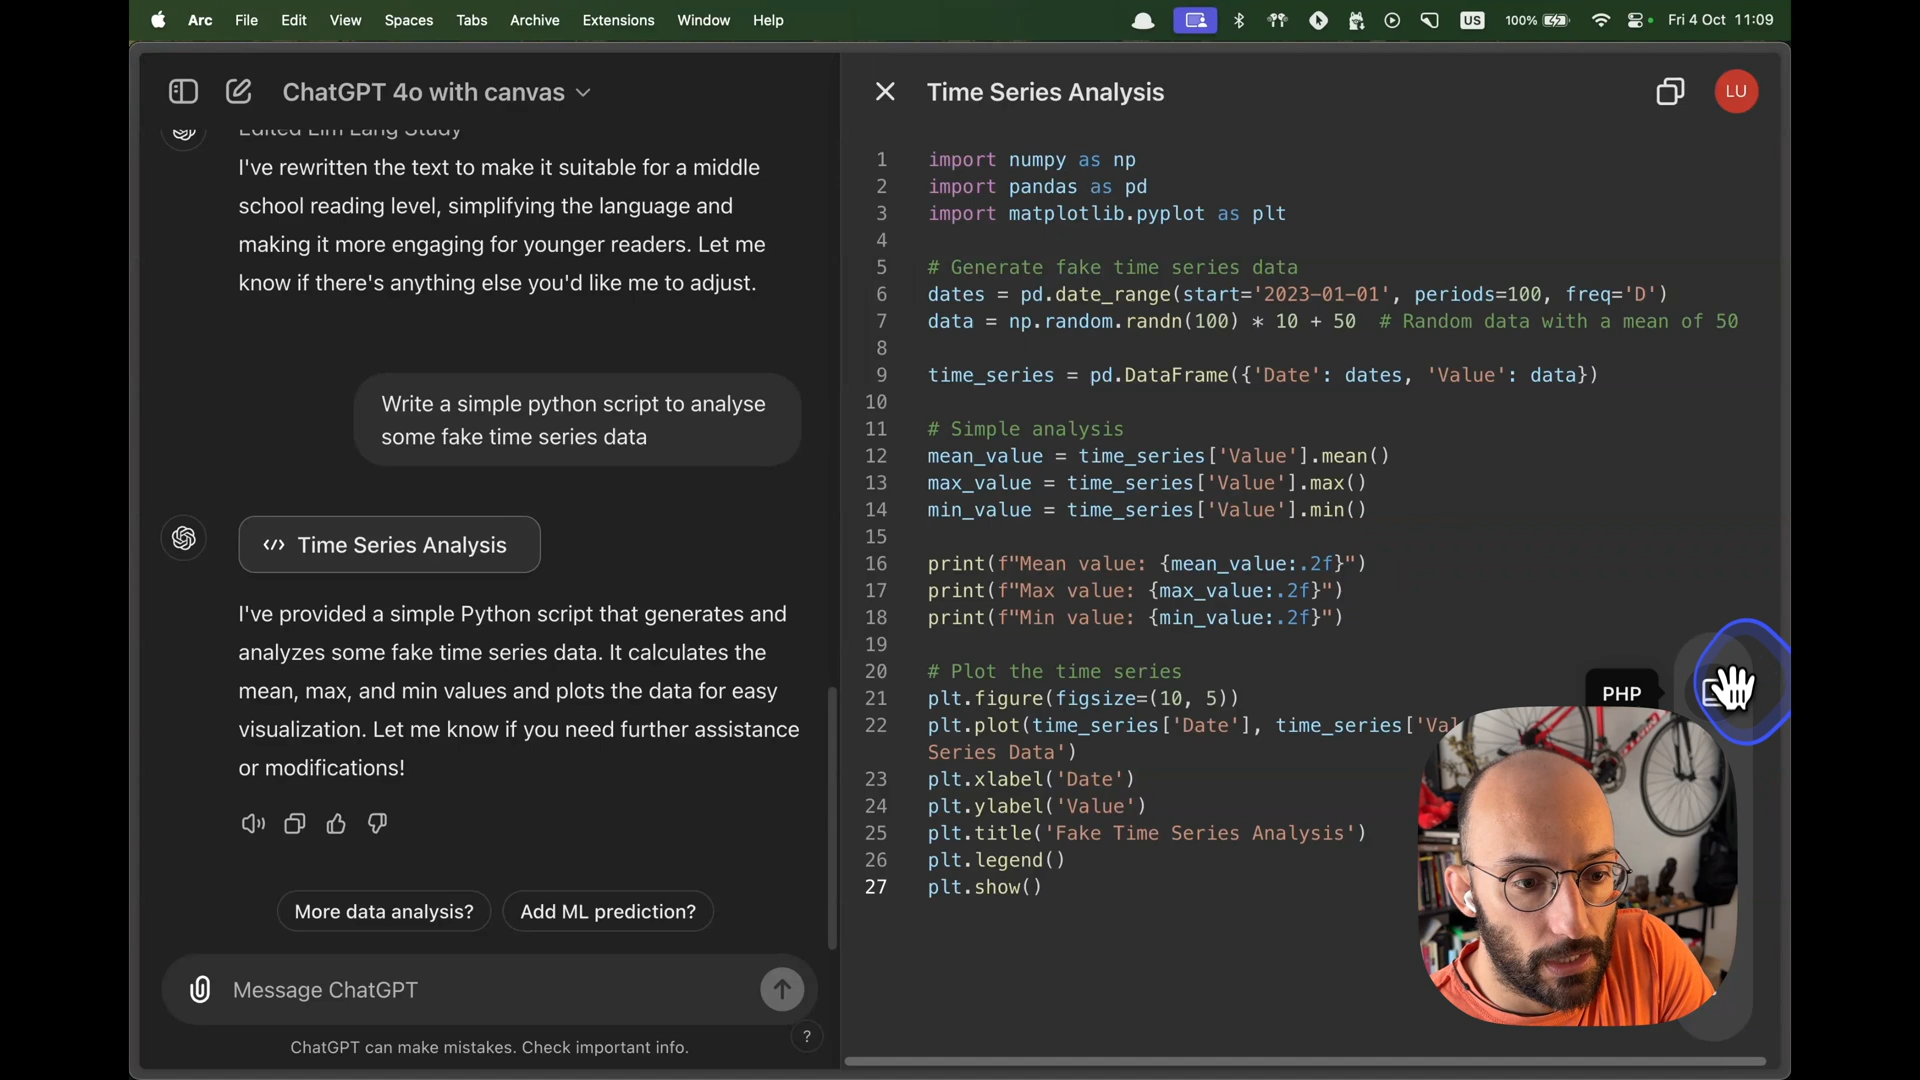 Arc File Edit View Spaces Tabs Archive Extensions Window Help US 100% Fri 4 Oct 11:09
ChatGPT 4o with canvas
Edited Elm Lang Study
I've rewritten the text to make it suitable for a middle
school reading level, simplifying the language and
making it more engaging for younger readers. Let me
know if there's anything else you'd like me to adjust.
Write a simple python script to analyse
some fake time series data
Time Series Analysis
I've provided a simple Python script that generates and
analyzes some fake time series data. It calculates the
mean, max, and min values and plots the data for easy
visualization. Let me know if you need further assistance
or modifications!
More data analysis? Add ML prediction?
Message ChatGPT
?
ChatGPT can make mistakes. Check important info.
Time Series Analysis LU
1 import numpy as np
2 import pandas as pd
3 import matplotlib.pyplot as plt
4
5 # Generate fake time series data
6 dates = pd.date_range(start='2023-01-01', periods=100, freq='D')
7 data = np.random.randn(100) * 10 + 50  # Random data with a mean of 50
8
9 time_series = pd.DataFrame({'Date': dates, 'Value': data})
10
11 # Simple analysis
12 mean_value = time_series['Value'].mean()
13 max_value = time_series['Value'].max()
14 min_value = time_series['Value'].min()
15
16 print(f"Mean value: {mean_value:.2f}")
17 print(f"Max value: {max_value:.2f}")
18 print(f"Min value: {min_value:.2f}")
19
20 # Plot the time series
21 plt.figure(figsize=(10, 5))
22 plt.plot(time_series['Date'], time_series['Val
Series Data')
23 plt.xlabel('Date')
24 plt.ylabel('Value')
25 plt.title('Fake Time Series Analysis')
26 plt.legend()
27 plt.show()
PHP